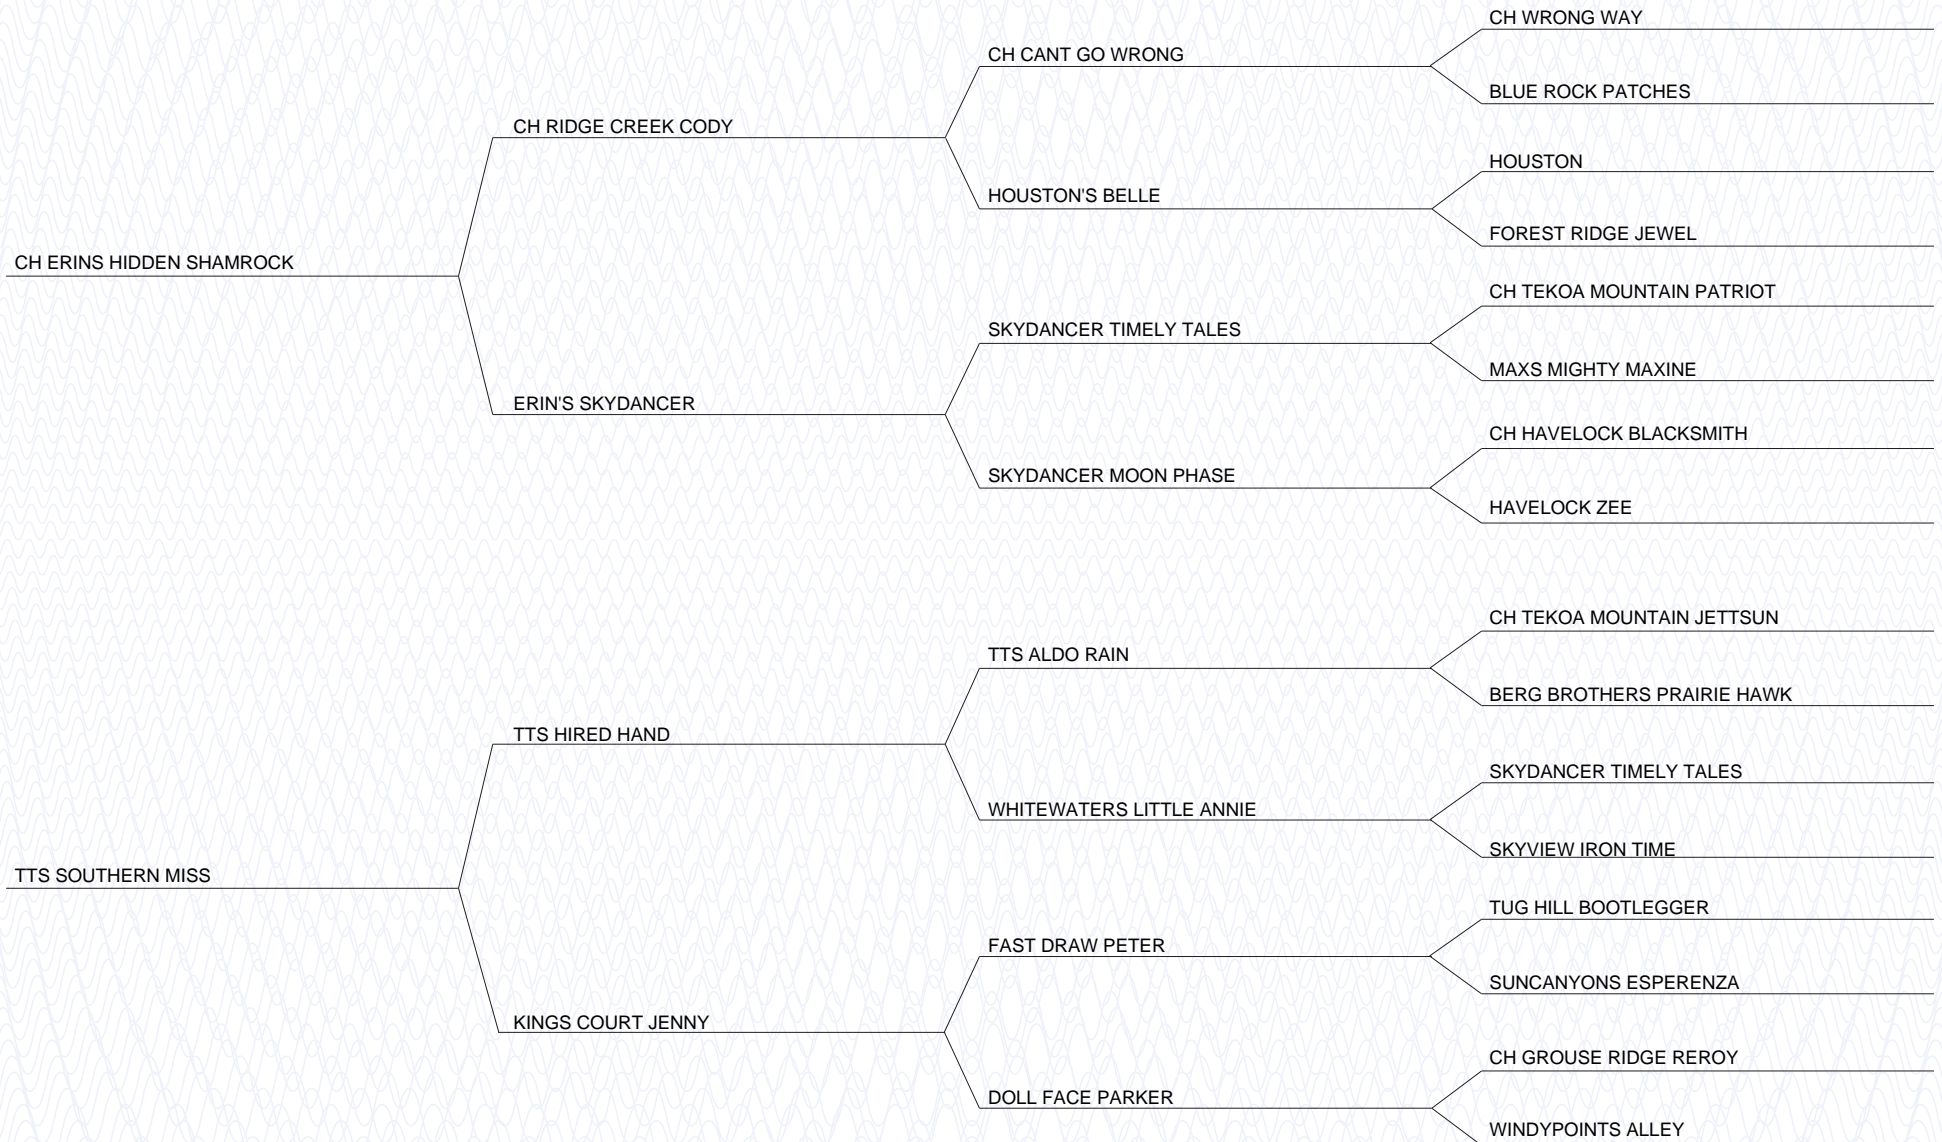 CH WRONG WAY
CH CANT GO WRONG
BLUE ROCK PATCHES
CH RIDGE CREEK CODY
HOUSTON
HOUSTON'S BELLE
FOREST RIDGE JEWEL
CH ERINS HIDDEN SHAMROCK
CH TEKOA MOUNTAIN PATRIOT
SKYDANCER TIMELY TALES
MAXS MIGHTY MAXINE
ERIN'S SKYDANCER
CH HAVELOCK BLACKSMITH
SKYDANCER MOON PHASE
HAVELOCK ZEE
CH TEKOA MOUNTAIN JETTSUN
TTS ALDO RAIN
BERG BROTHERS PRAIRIE HAWK
TTS HIRED HAND
SKYDANCER TIMELY TALES
WHITEWATERS LITTLE ANNIE
SKYVIEW IRON TIME
TTS SOUTHERN MISS
TUG HILL BOOTLEGGER
FAST DRAW PETER
SUNCANYONS ESPERENZA
KINGS COURT JENNY
CH GROUSE RIDGE REROY
DOLL FACE PARKER
WINDYPOINTS ALLEY